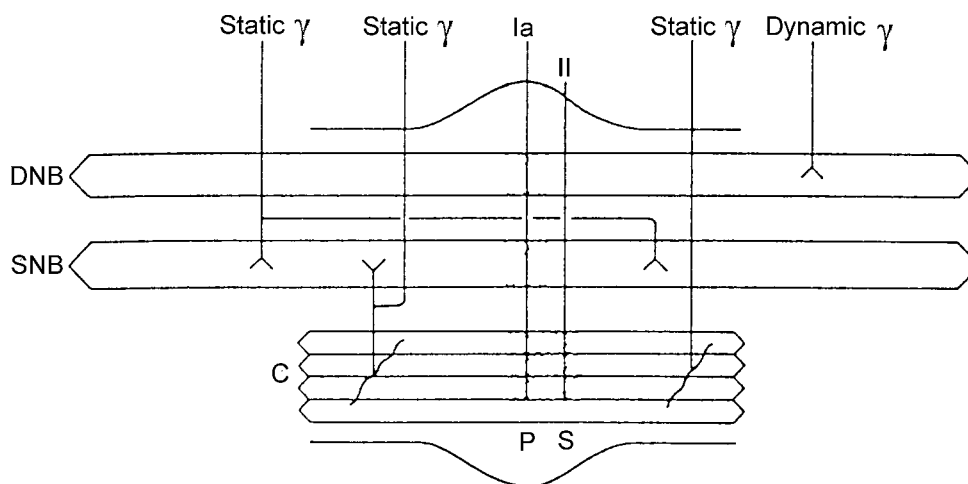 Static γ Static γ Ia Static γ Dynamic γ
II
DNB
SNB
C
P S